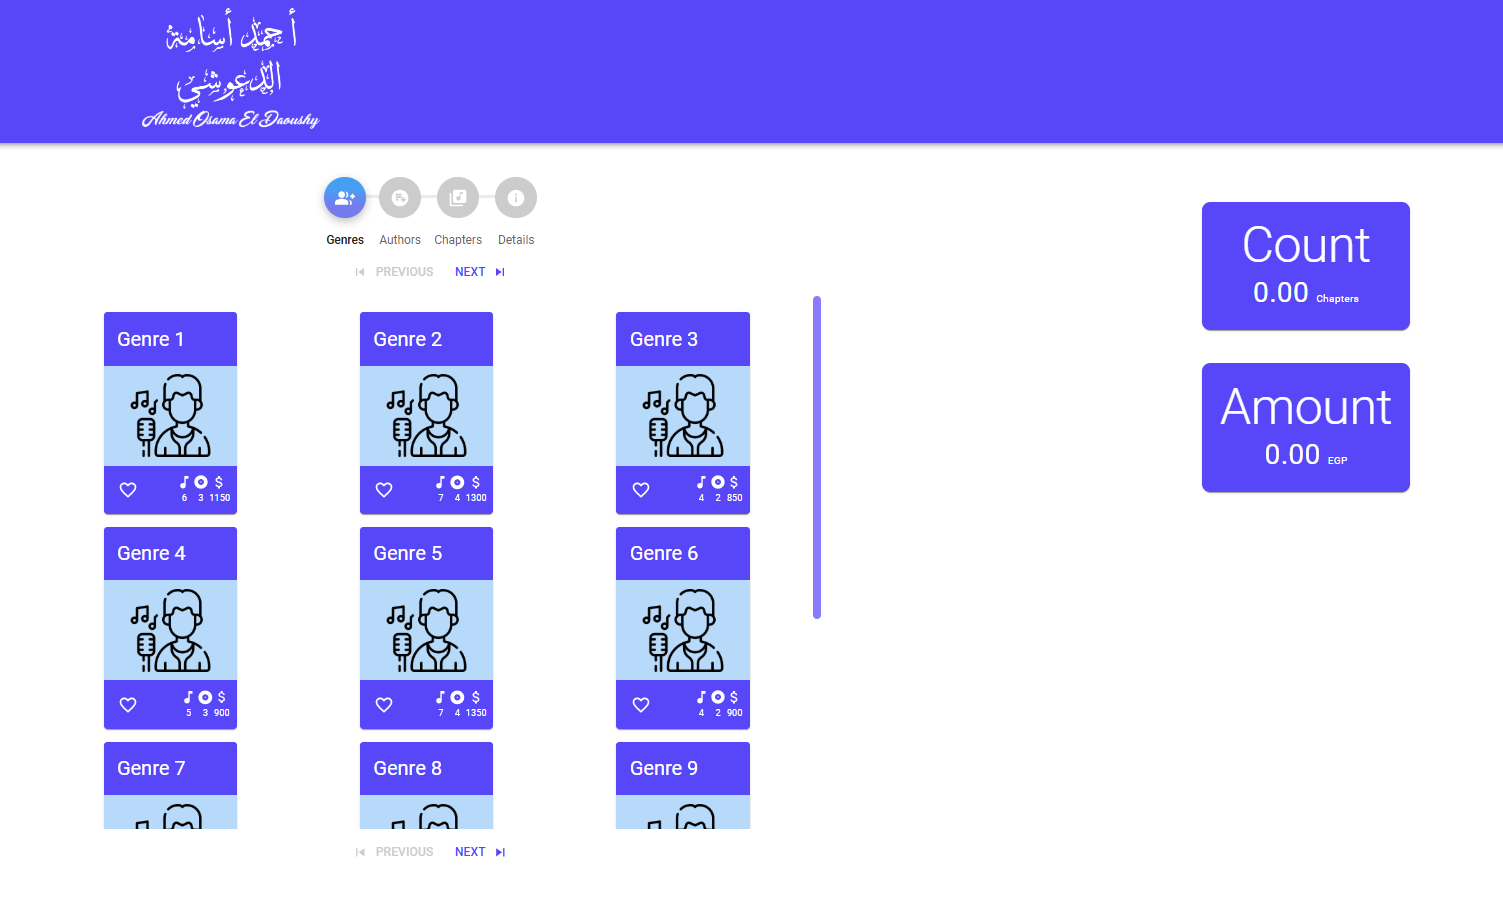 أحمد أسامة
الدعوشي
Ahmed Osama El Daoushy
Genres Authors Chapters Details
PREVIOUS NEXT
Genre 1 Genre 2 Genre 3
6 3 1150 7 4 1300 4 2 850
Genre 4 Genre 5 Genre 6
5 3 900 7 4 1350 4 2 900
Genre 7 Genre 8 Genre 9
PREVIOUS NEXT
Count
0.00 Chapters
Amount
0.00 EGP